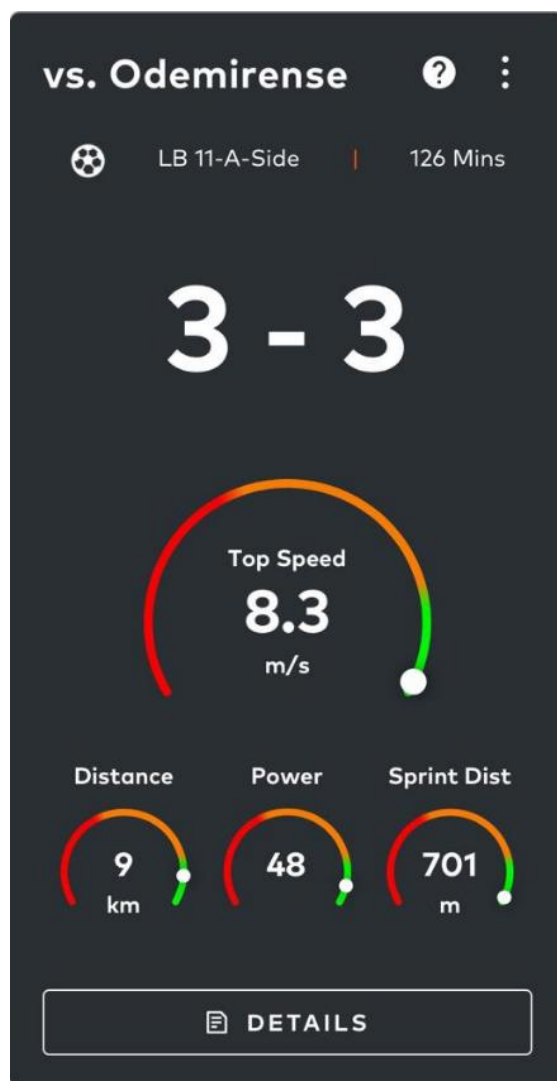 vs. Odemirense ?
LB 11-A-Side | 126 Mins
3 - 3
Top Speed
8.3
m/s
Distance Power Sprint Dist
9 48 701
km m
DETAILS